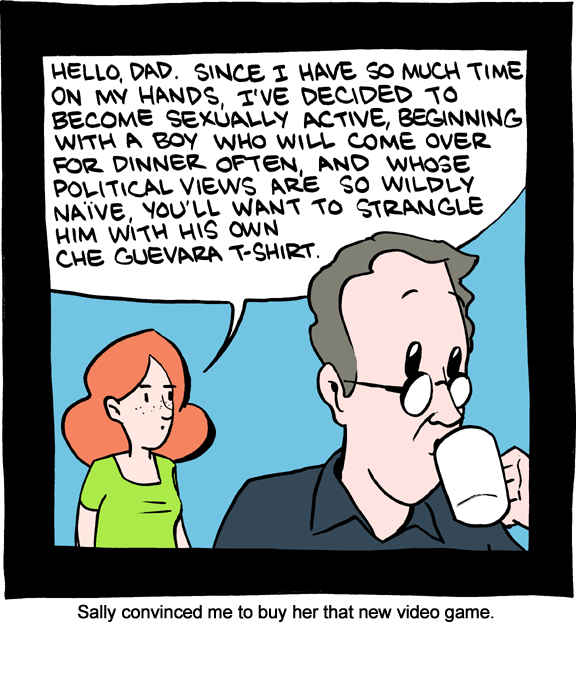 HELLO, DAD. SINCE I HAVE SO MUCH TIME
ON MY HANDS, I'VE DECIDED TO
BECOME SEXUALLY ACTIVE, BEGINNING
WITH A BOY WHO WILL COME OVER
FOR DINNER OFTEN, AND WHOSE
POLITICAL VIEWS ARE SO WILDLY
NAÏVE, YOU'LL WANT TO STRANGLE
HIM WITH HIS OWN
CHE GUEVARA T-SHIRT.
Sally convinced me to buy her that new video game.